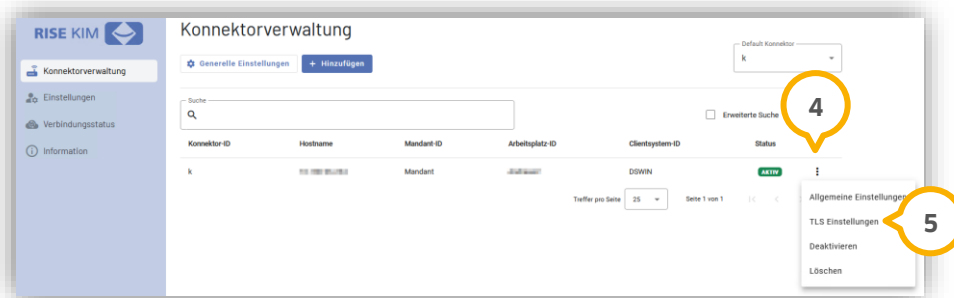 RISE KIM
Konnektorverwaltung
Einstellungen
Verbindungsstatus
Information
Konnektorverwaltung
Generelle Einstellungen
+ Hinzufügen
Default Konnektor
k
Suche
Erweiterte Suche
4
Konnektor-ID Hostname Mandant-ID Arbeitsplatz-ID Clientsystem-ID Status
k Mandant DSWIN AKTIV
Treffer pro Seite 25 Seite 1 von 1
Allgemeine Einstellungen
TLS Einstellungen
5
Deaktivieren
Löschen